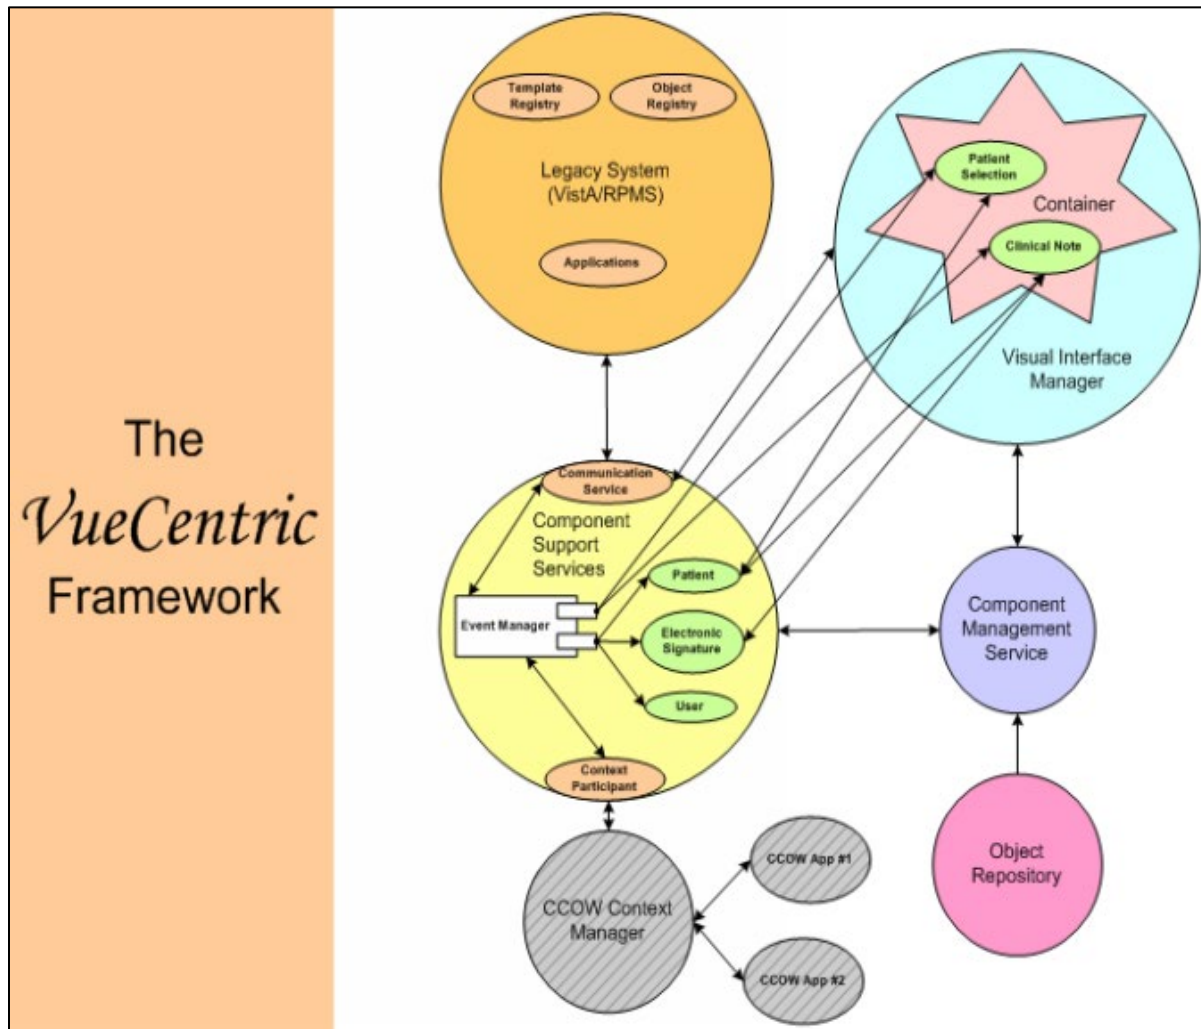 The
VueCentric
Framework
Template
Registry
Object
Registry
Legacy System
(VistA/RPMS)
Applications
Patient
Selection
Container
Clinical Note
Visual Interface
Manager
Communication
Service
Component
Support
Services
Patient
Event Manager
Electronic
Signature
User
Context
Participant
Component
Management
Service
CCOW Context
Manager
CCOW App #1
CCOW App #2
Object
Repository